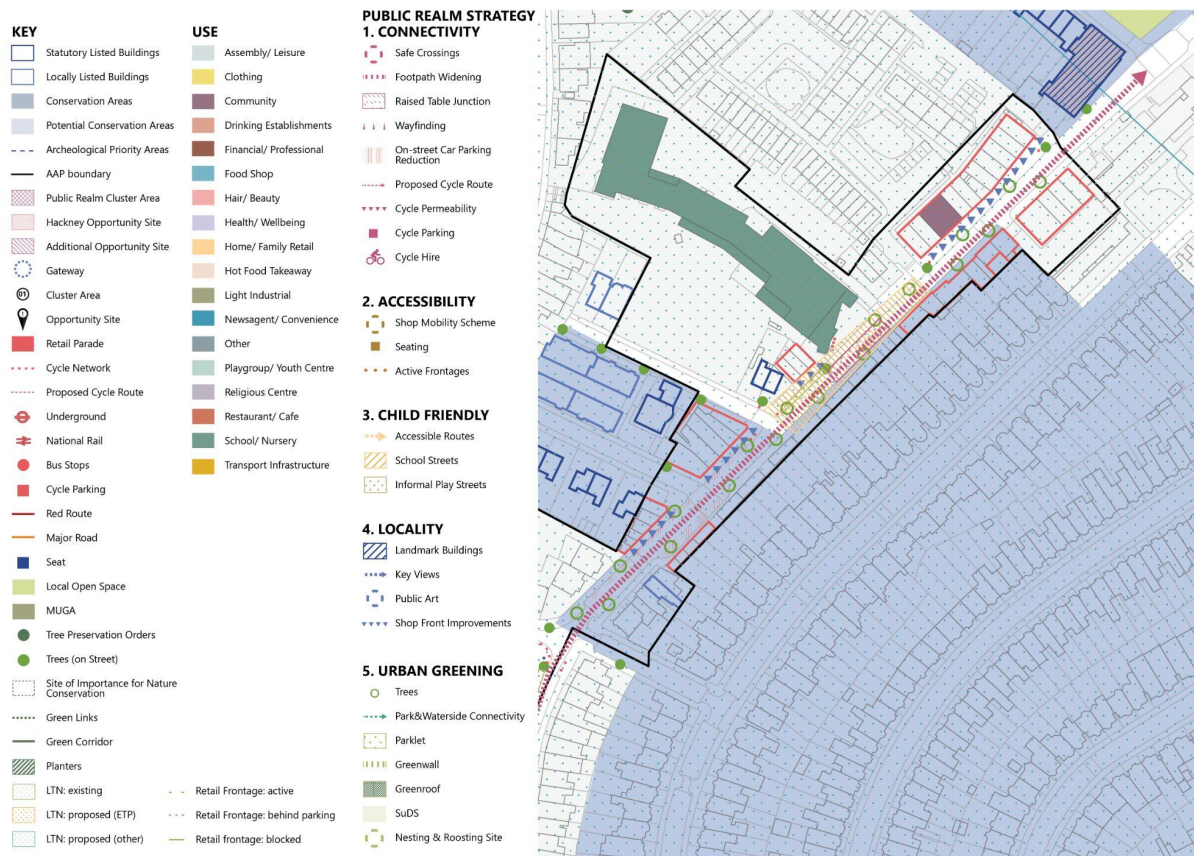 KEY
Statutory Listed Buildings
Locally Listed Buildings
Conservation Areas
Potential Conservation Areas
Archeological Priority Areas
AAP boundary
Public Realm Cluster Area
Hackney Opportunity Site
Additional Opportunity Site
Gateway
01
Cluster Area
1
Opportunity Site
Retail Parade
Cycle Network
Proposed Cycle Route
Underground
National Rail
Bus Stops
Cycle Parking
Red Route
Major Road
Seat
Local Open Space
MUGA
Tree Preservation Orders
Trees (on Street)
Site of Importance for Nature
Conservation
Green Links
Green Corridor
Planters
LTN: existing
LTN: proposed (ETP)
LTN: proposed (other)
USE
Assembly/ Leisure
Clothing
Community
Drinking Establishments
Financial/ Professional
Food Shop
Hair/ Beauty
Health/ Wellbeing
Home/ Family Retail
Hot Food Takeaway
Light Industrial
Newsagent/ Convenience
Other
Playgroup/ Youth Centre
Religious Centre
Restaurant/ Cafe
School/ Nursery
Transport Infrastructure
Retail Frontage: active
Retail Frontage: behind parking
Retail frontage: blocked
PUBLIC REALM STRATEGY
1. CONNECTIVITY
Safe Crossings
Footpath Widening
Raised Table Junction
Wayfinding
On-street Car Parking
Reduction
Proposed Cycle Route
Cycle Permeability
Cycle Parking
Cycle Hire
2. ACCESSIBILITY
Shop Mobility Scheme
Seating
Active Frontages
3. CHILD FRIENDLY
Accessible Routes
School Streets
Informal Play Streets
4. LOCALITY
Landmark Buildings
Key Views
Public Art
Shop Front Improvements
5. URBAN GREENING
Trees
Park&Waterside Connectivity
Parklet
Greenwall
Greenroof
SuDS
Nesting & Roosting Site